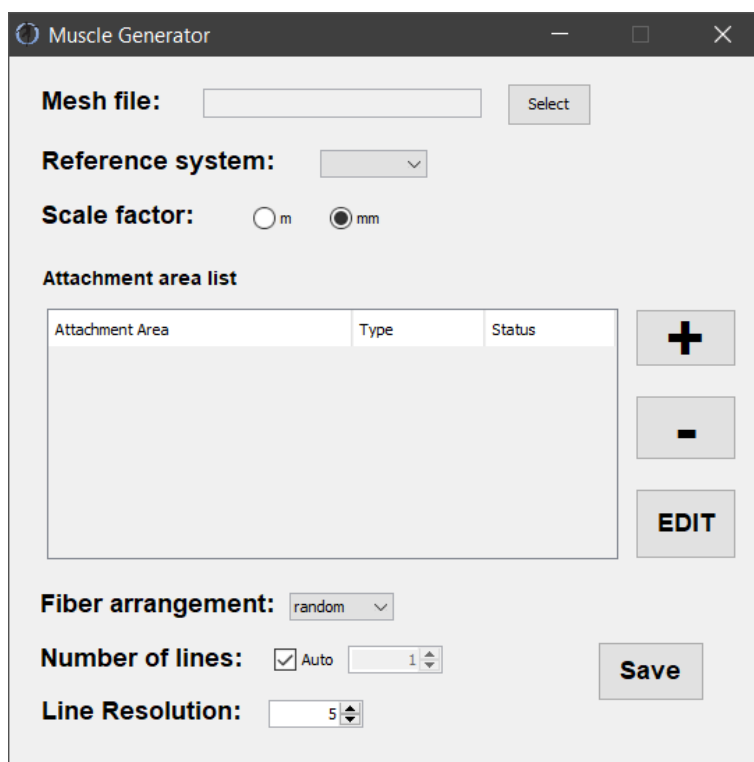 Muscle Generator
Mesh file:
Select
Reference system:
Scale factor: m mm
Attachment area list
Attachment Area Type Status
+
-
EDIT
Fiber arrangement: random
Number of lines: Auto 1
Save
Line Resolution: 5